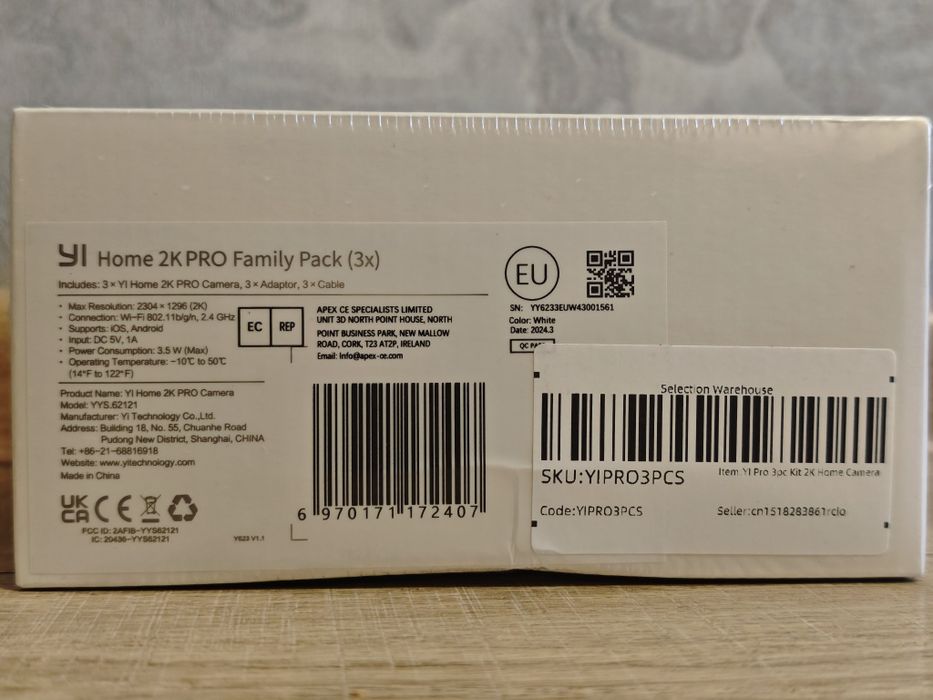 YI Home 2K PRO Family Pack (3x)
Includes: 3 × YI Home 2K PRO Camera, 3 × Adaptor, 3 × Cable
• Max Resolution: 2304 × 1296 (2K)
• Connection: Wi-Fi 802.11b/g/n, 2.4 GHz
• Supports: iOS, Android
• Input: DC 5V, 1A
• Power Consumption: 3.5 W (Max)
• Operating Temperature: −10℃ to 50℃
(14°F to 122°F)
Product Name: YI Home 2K PRO Camera
Model: YYS.62121
Manufacturer: Yi Technology Co.,Ltd.
Address: Building 18, No. 55, Chuanhe Road
Pudong New District, Shanghai, CHINA
Tel: +86-21-68816918
Website: www.yitechnology.com
Made in China
UK
CA CE
FCC ID: 2AFIB-YYS62121
IC: 20436-YYS62121
Y623 V1.1
EC REP
APEX CE SPECIALISTS LIMITED
UNIT 3D NORTH POINT HOUSE, NORTH
POINT BUSINESS PARK, NEW MALLOW
ROAD, CORK, T23 AT2P, IRELAND
Email: Info@apex-ce.com
6 970171 172407
EU
SN: YY6233EUW43001561
Color: White
Date: 2024.3
QC
Selection Warehouse
SKU:YIPRO3PCS
Item:YI Pro 3pc Kit 2K Home Camera
Code:YIPRO3PCS
Seller:cn1518283861rclo